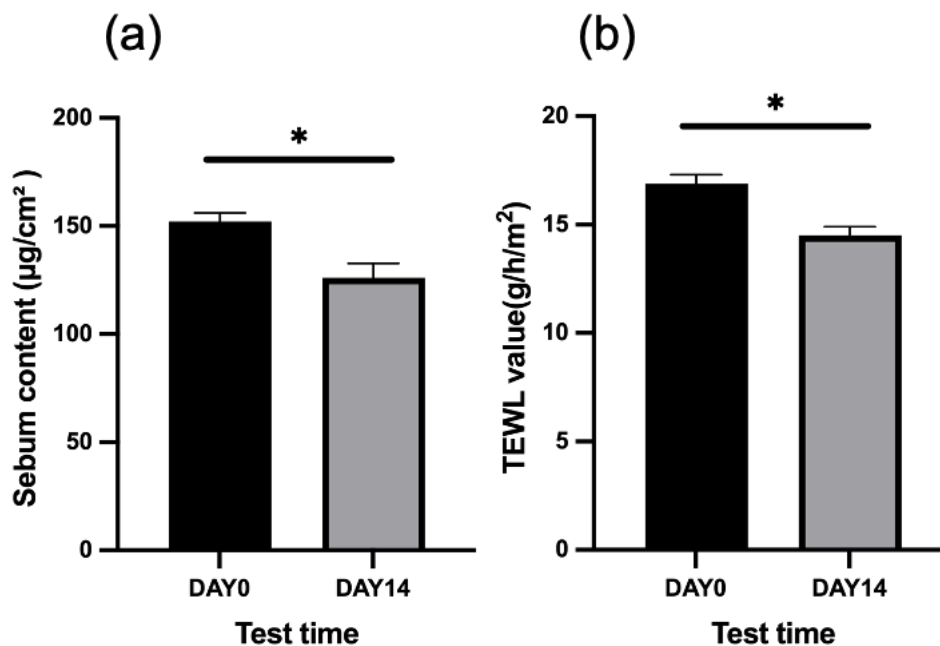 (a)
Sebum content (µg/cm²)
200
150
100
50
0
*
DAY0 DAY14
Test time
(b)
TEWL value(g/h/m²)
20
15
10
5
0
*
DAY0 DAY14
Test time